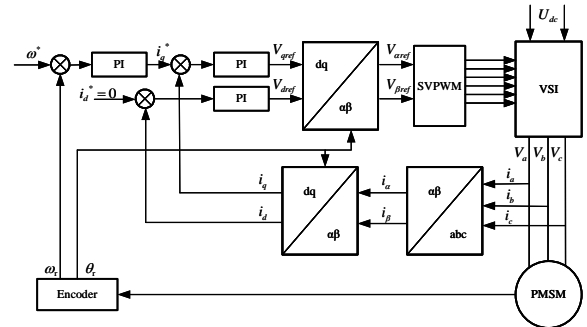 U_dc
ω*
PI
i_q*
PI
V_qref
dq
αβ
V_αref
SVPWM
VSI
i_d* = 0
PI
V_dref
V_βref
V_a
V_b
V_c
i_q
i_d
dq
αβ
i_α
i_β
αβ
abc
i_a
i_b
i_c
ω_r
θ_r
Encoder
PMSM